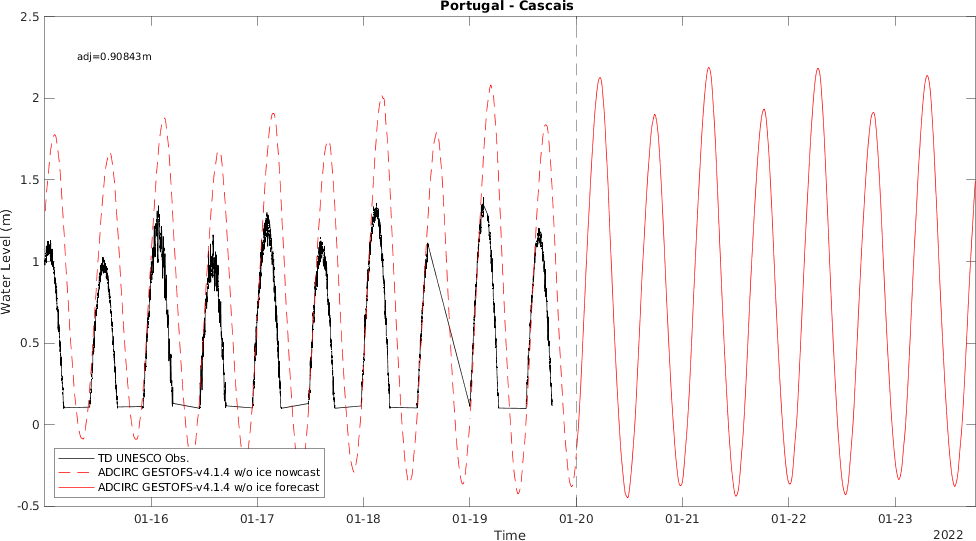 Portugal - Cascais
adj=0.90843m
Water Level (m)
2.5
2
1.5
1
0.5
0
-0.5
TD UNESCO Obs.
ADCIRC GESTOFS-v4.1.4 w/o ice nowcast
ADCIRC GESTOFS-v4.1.4 w/o ice forecast
01-16 01-17 01-18 01-19 01-20 01-21 01-22 01-23
Time
2022